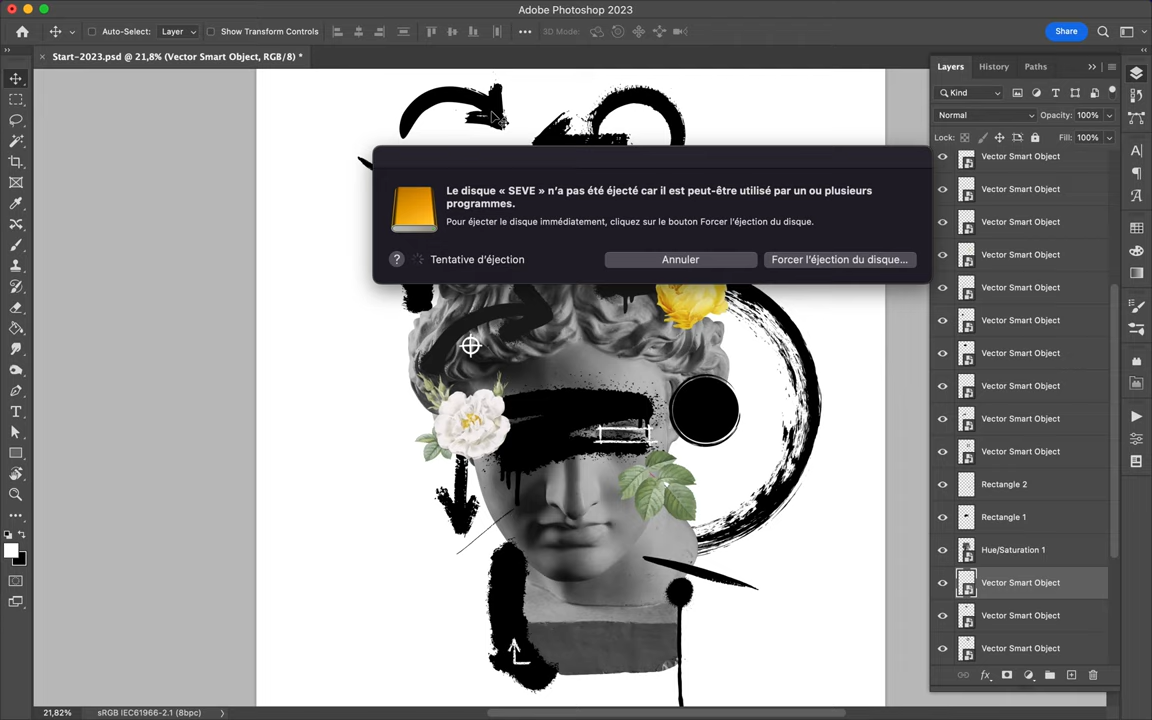 Adobe Photoshop 2023
Auto-Select: Layer Show Transform Controls 3D Mode: Share
Start-2023.psd @ 21,8% (Vector Smart Object, RGB/8) *
Layers History Paths
Kind
Normal Opacity: 100%
Lock: Fill: 100%
Vector Smart Object
Vector Smart Object
Vector Smart Object
Vector Smart Object
Vector Smart Object
Vector Smart Object
Vector Smart Object
Vector Smart Object
Vector Smart Object
Vector Smart Object
Rectangle 2
Rectangle 1
Hue/Saturation 1
Vector Smart Object
Vector Smart Object
Vector Smart Object
Le disque « SEVE » n'a pas été éjecté car il est peut-être utilisé par un ou plusieurs
programmes.
Pour éjecter le disque immédiatement, cliquez sur le bouton Forcer l'éjection du disque.
? Tentative d'éjection Annuler Forcer l'éjection du disque...
21,82% sRGB IEC61966-2.1 (8bpc)